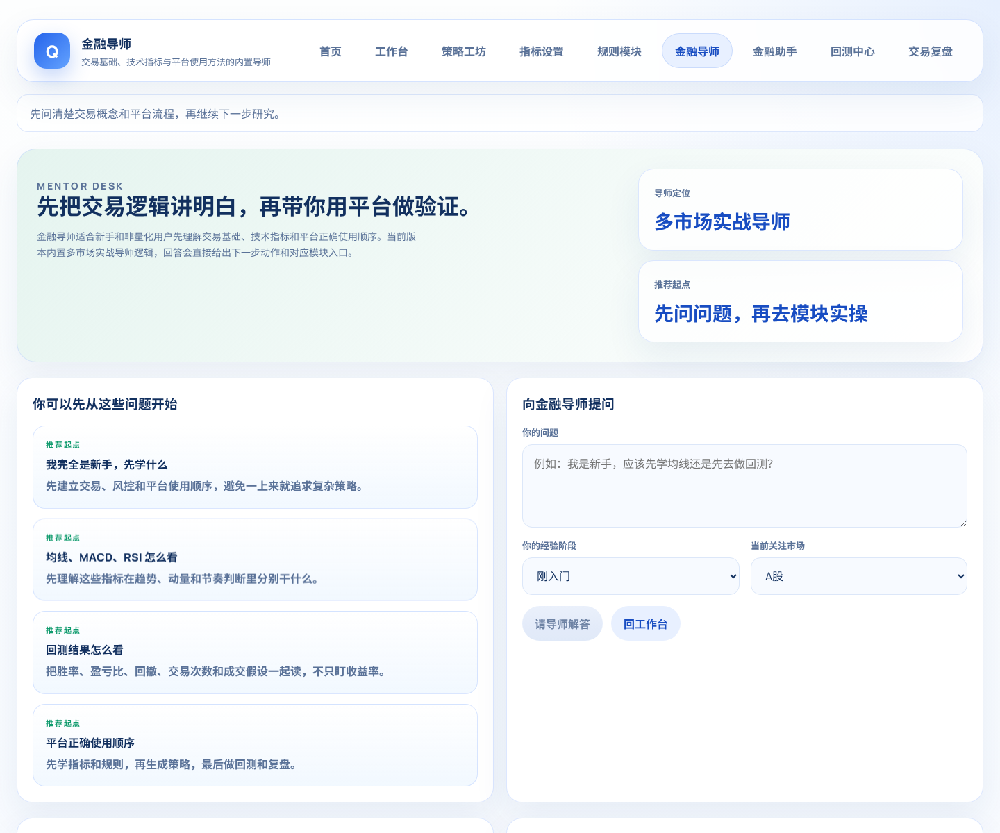 Q
金融导师
交易基础、技术指标与平台使用方法的内置导师
首页
工作台
策略工坊
指标设置
规则模块
金融导师
金融助手
回测中心
交易复盘
先问清楚交易概念和平台流程，再继续下一步研究。
MENTOR DESK
先把交易逻辑讲明白，再带你用平台做验证。
金融导师适合新手和非量化用户先理解交易基础、技术指标和平台正确使用顺序。当前版
本内置多市场实战导师逻辑，回答会直接给出下一步动作和对应模块入口。
导师定位
多市场实战导师
推荐起点
先问问题，再去模块实操
你可以先从这些问题开始
推荐起点
我完全是新手，先学什么
先建立交易、风控和平台使用顺序，避免一上来就追求复杂策略。
推荐起点
均线、MACD、RSI 怎么看
先理解这些指标在趋势、动量和节奏判断里分别干什么。
推荐起点
回测结果怎么看
把胜率、盈亏比、回撤、交易次数和成交假设一起读，不只盯收益率。
推荐起点
平台正确使用顺序
先学指标和规则，再生成策略，最后做回测和复盘。
向金融导师提问
你的问题
例如：我是新手，应该先学均线还是先去做回测？
你的经验阶段
当前关注市场
刚入门
A股
请导师解答
回工作台